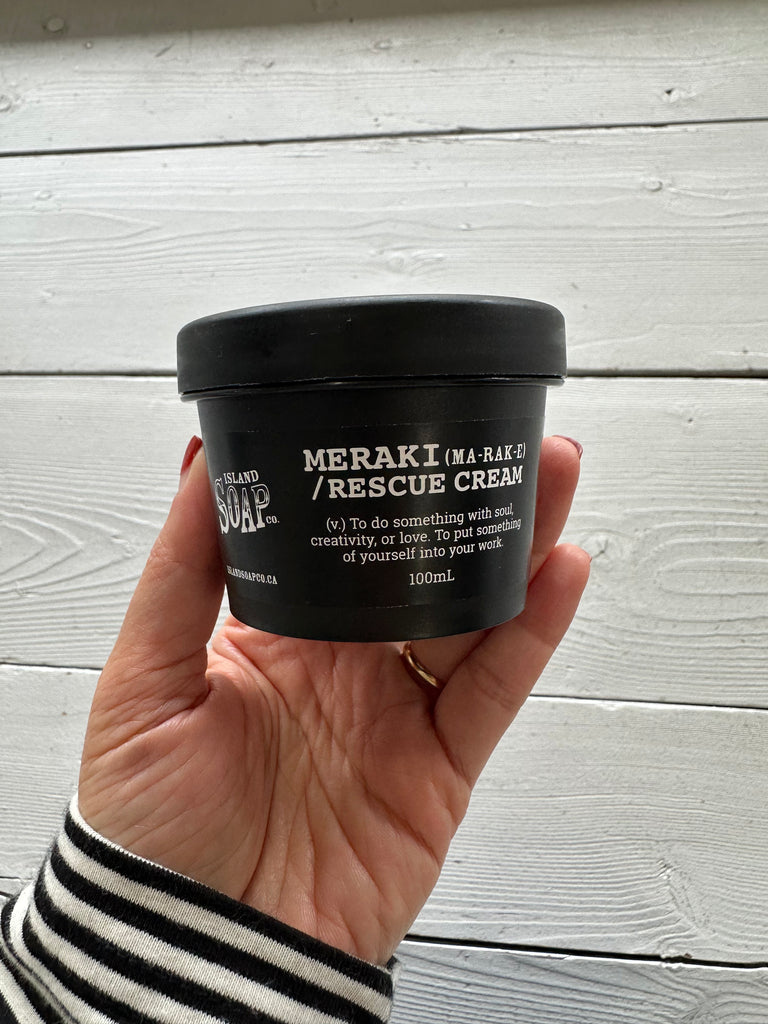 ISLAND
SOAP
CO.
ISLANDSOAPCO.CA
MERAKI (MA-RAK-E)
/RESCUE CREAM
(v.) To do something with soul,
creativity, or love. To put something
of yourself into your work.
100mL